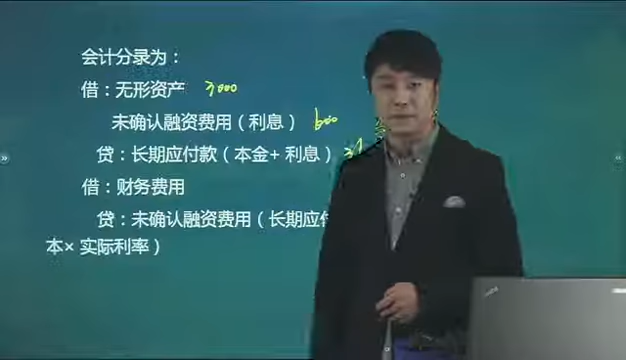 会计分录为：
借：无形资产 3000
未确认融资费用（利息） 600
贷：长期应付款（本金+ 利息）
借：财务费用
贷：未确认融资费用（长期应付
本× 实际利率）